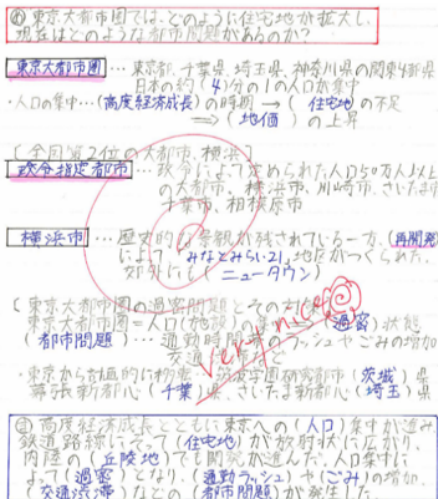 東京大都市圏では、どのように住宅地が拡大し、
現在はどのような都市問題があるのか?
東京大都市圏…東京都、千葉県、埼玉県、神奈川県の関東4都県
日本の約(4)分の1の人口が集中
・人口の集中…(高度経済成長)の時期→(住宅地)の不足
⇒(地価)の上昇
[全国第2位の大都市、横浜]
政令指定都市…政令によって定められた人口50万人以上
の大都市、横浜市、川崎市、さいたま市
千葉市、相模原市
横浜市…歴史的な景観が残されている一方、(再開発)
によって、「みなとみらい21」地区がつくられた。
郊外にも(ニュータウン)
(東京大都市圏の過密問題とその対
東京大都市圏=人口(施設)の集 (過密)状態
(都市問題)…通勤時間 のラッシュやごみの増加
交通 ど
very nice
・東京から計画的に移 学園研究都市(茨城)県
幕張新都心(千葉)県、さいたま新都心(埼玉)県
高度経済成長とともに東京への(人口)集中が進み
鉄道路線にそって(住宅地)が放射状に広がり、
内陸の(丘陵地)でも開発が進んだ。人口集中に
よって(過密)となり、(通勤ラッシュ)や(ごみ)の増加、
(交通渋滞)などの(都市問題)が発生